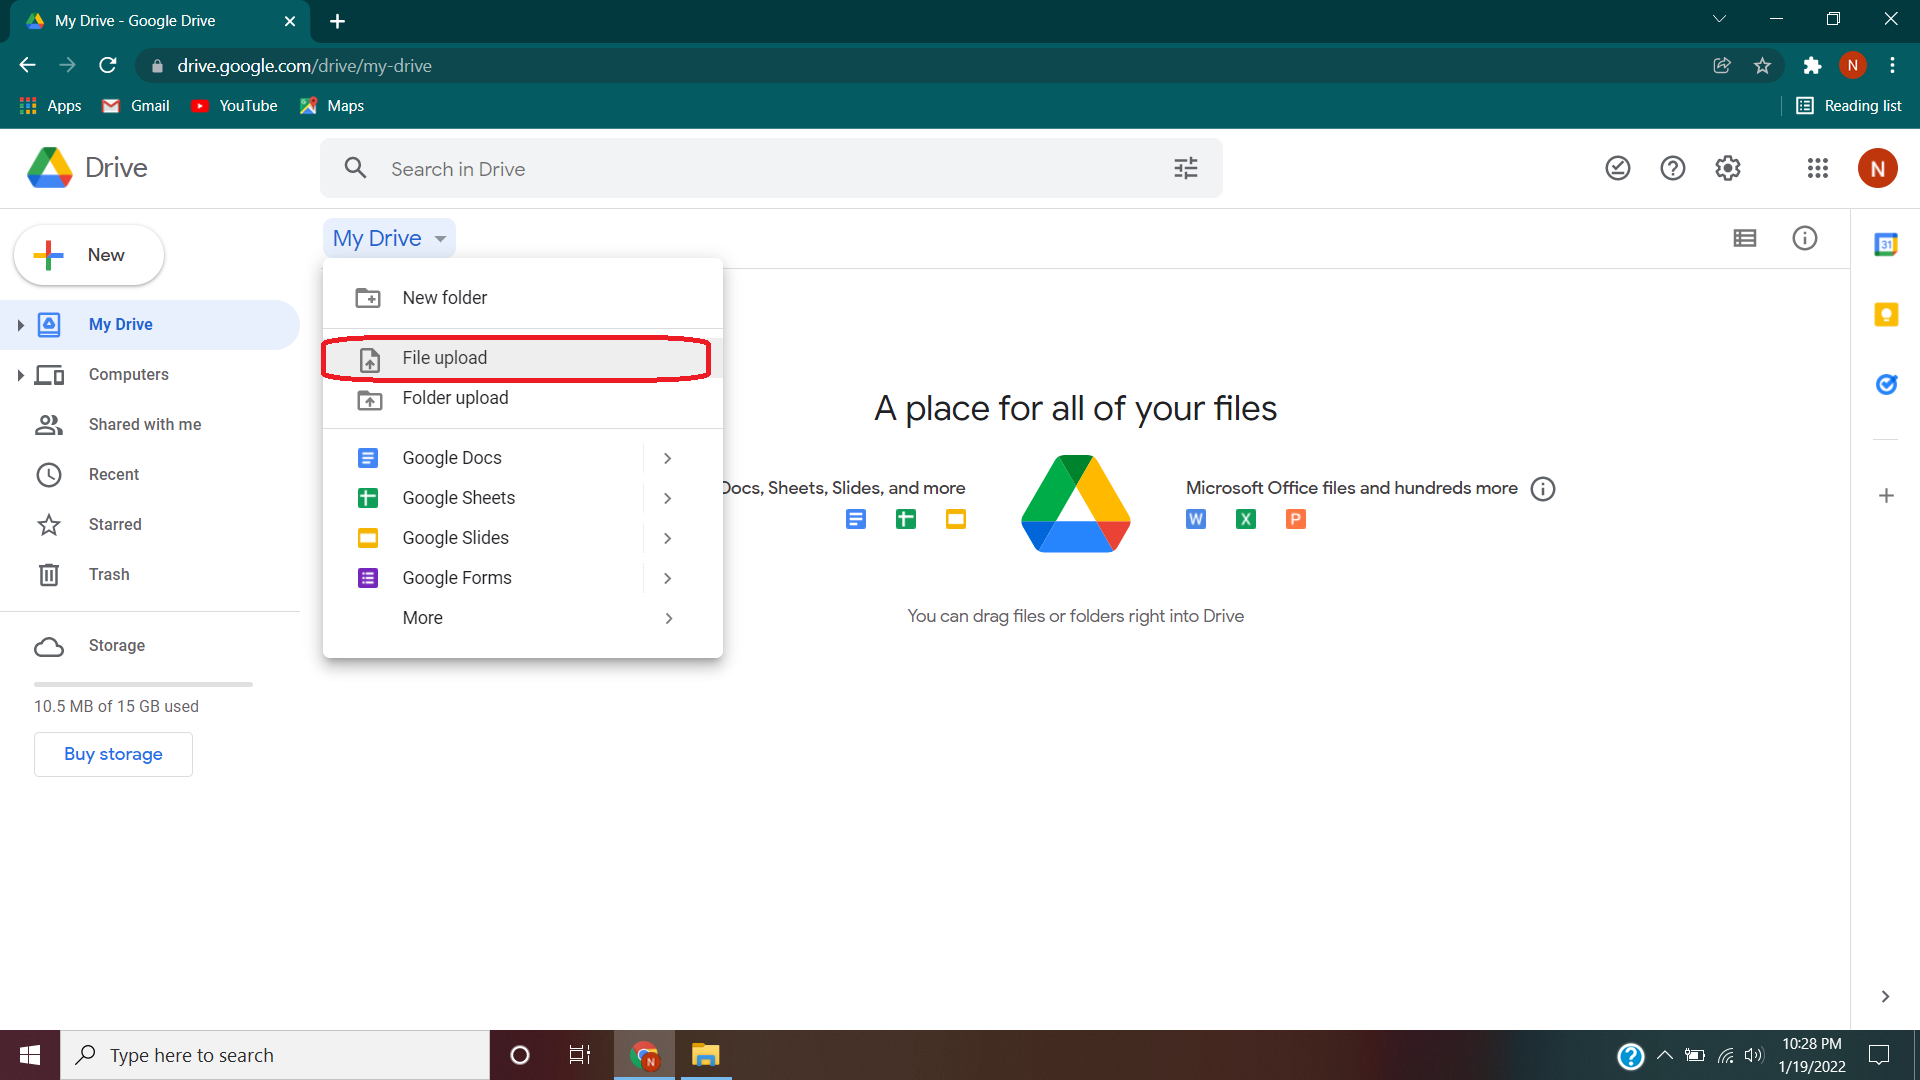 My Drive - Google Drive
drive.google.com/drive/my-drive
N
Apps
Gmail
YouTube
Maps
Reading list
Drive
Search in Drive
N
New
My Drive
31
New folder
My Drive
File upload
Computers
Folder upload
A place for all of your files
Shared with me
Google Docs
Recent
Docs, Sheets, Slides, and more
Microsoft Office files and hundreds more
Google Sheets
W
X
P
Starred
Google Slides
Trash
Google Forms
More
You can drag files or folders right into Drive
Storage
10.5 MB of 15 GB used
Buy storage
Type here to search
N
10:28 PM
1/19/2022